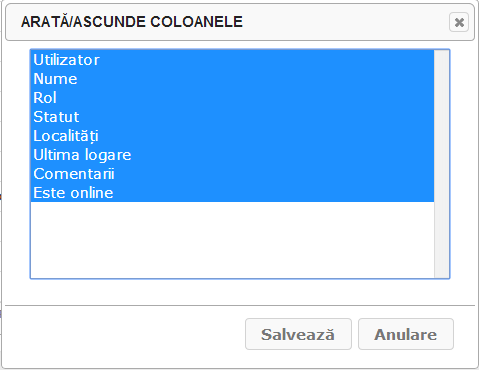 ARATĂ/ASCUNDE COLOANELE
Utilizator
Nume
Rol
Statut
Localități
Ultima logare
Comentarii
Este online
Salvează
Anulare